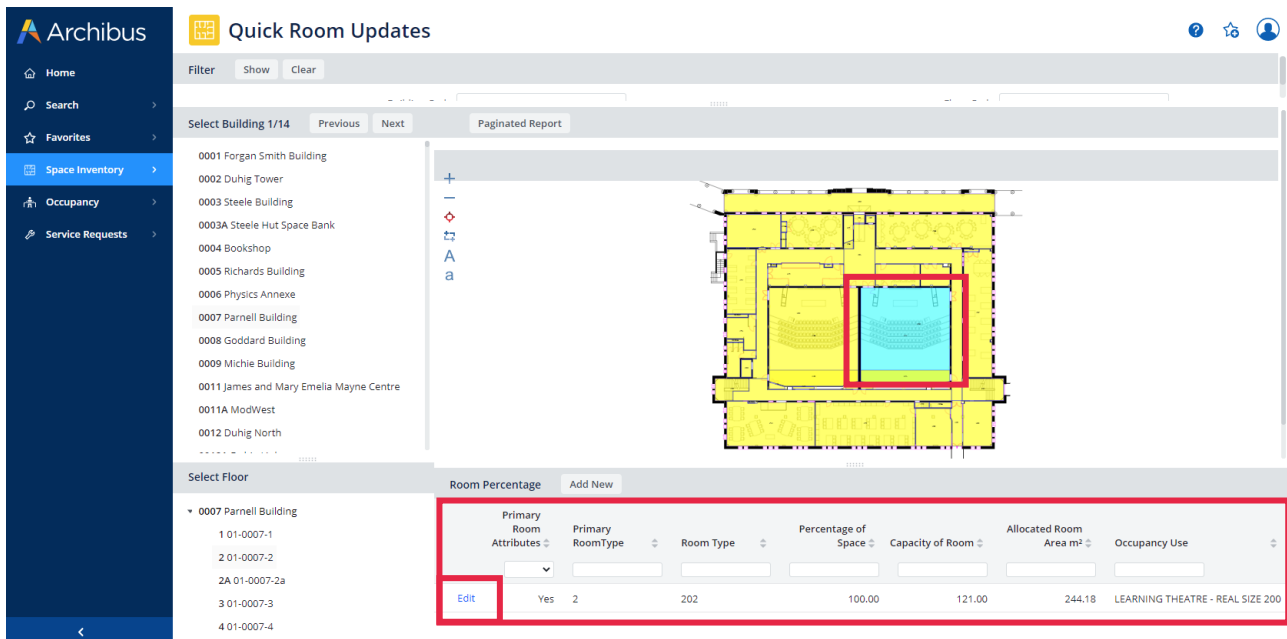 Archibus
Quick Room Updates
Home
Search
Favorites
Space Inventory
Occupancy
Service Requests
Filter Show Clear
Select Building 1/14 Previous Next
Paginated Report
0001 Forgan Smith Building
0002 Duhig Tower
0003 Steele Building
0003A Steele Hut Space Bank
0004 Bookshop
0005 Richards Building
0006 Physics Annexe
0007 Parnell Building
0008 Goddard Building
0009 Michie Building
0011 James and Mary Emelia Mayne Centre
0011A ModWest
0012 Duhig North
A
a
Select Floor
0007 Parnell Building
1 01-0007-1
2 01-0007-2
2A 01-0007-2a
3 01-0007-3
4 01-0007-4
Room Percentage Add New
Primary Room Attributes Primary RoomType Room Type Percentage of Space Capacity of Room Allocated Room Area m² Occupancy Use
Edit Yes 2 202 100.00 121.00 244.18 LEARNING THEATRE - REAL SIZE 200